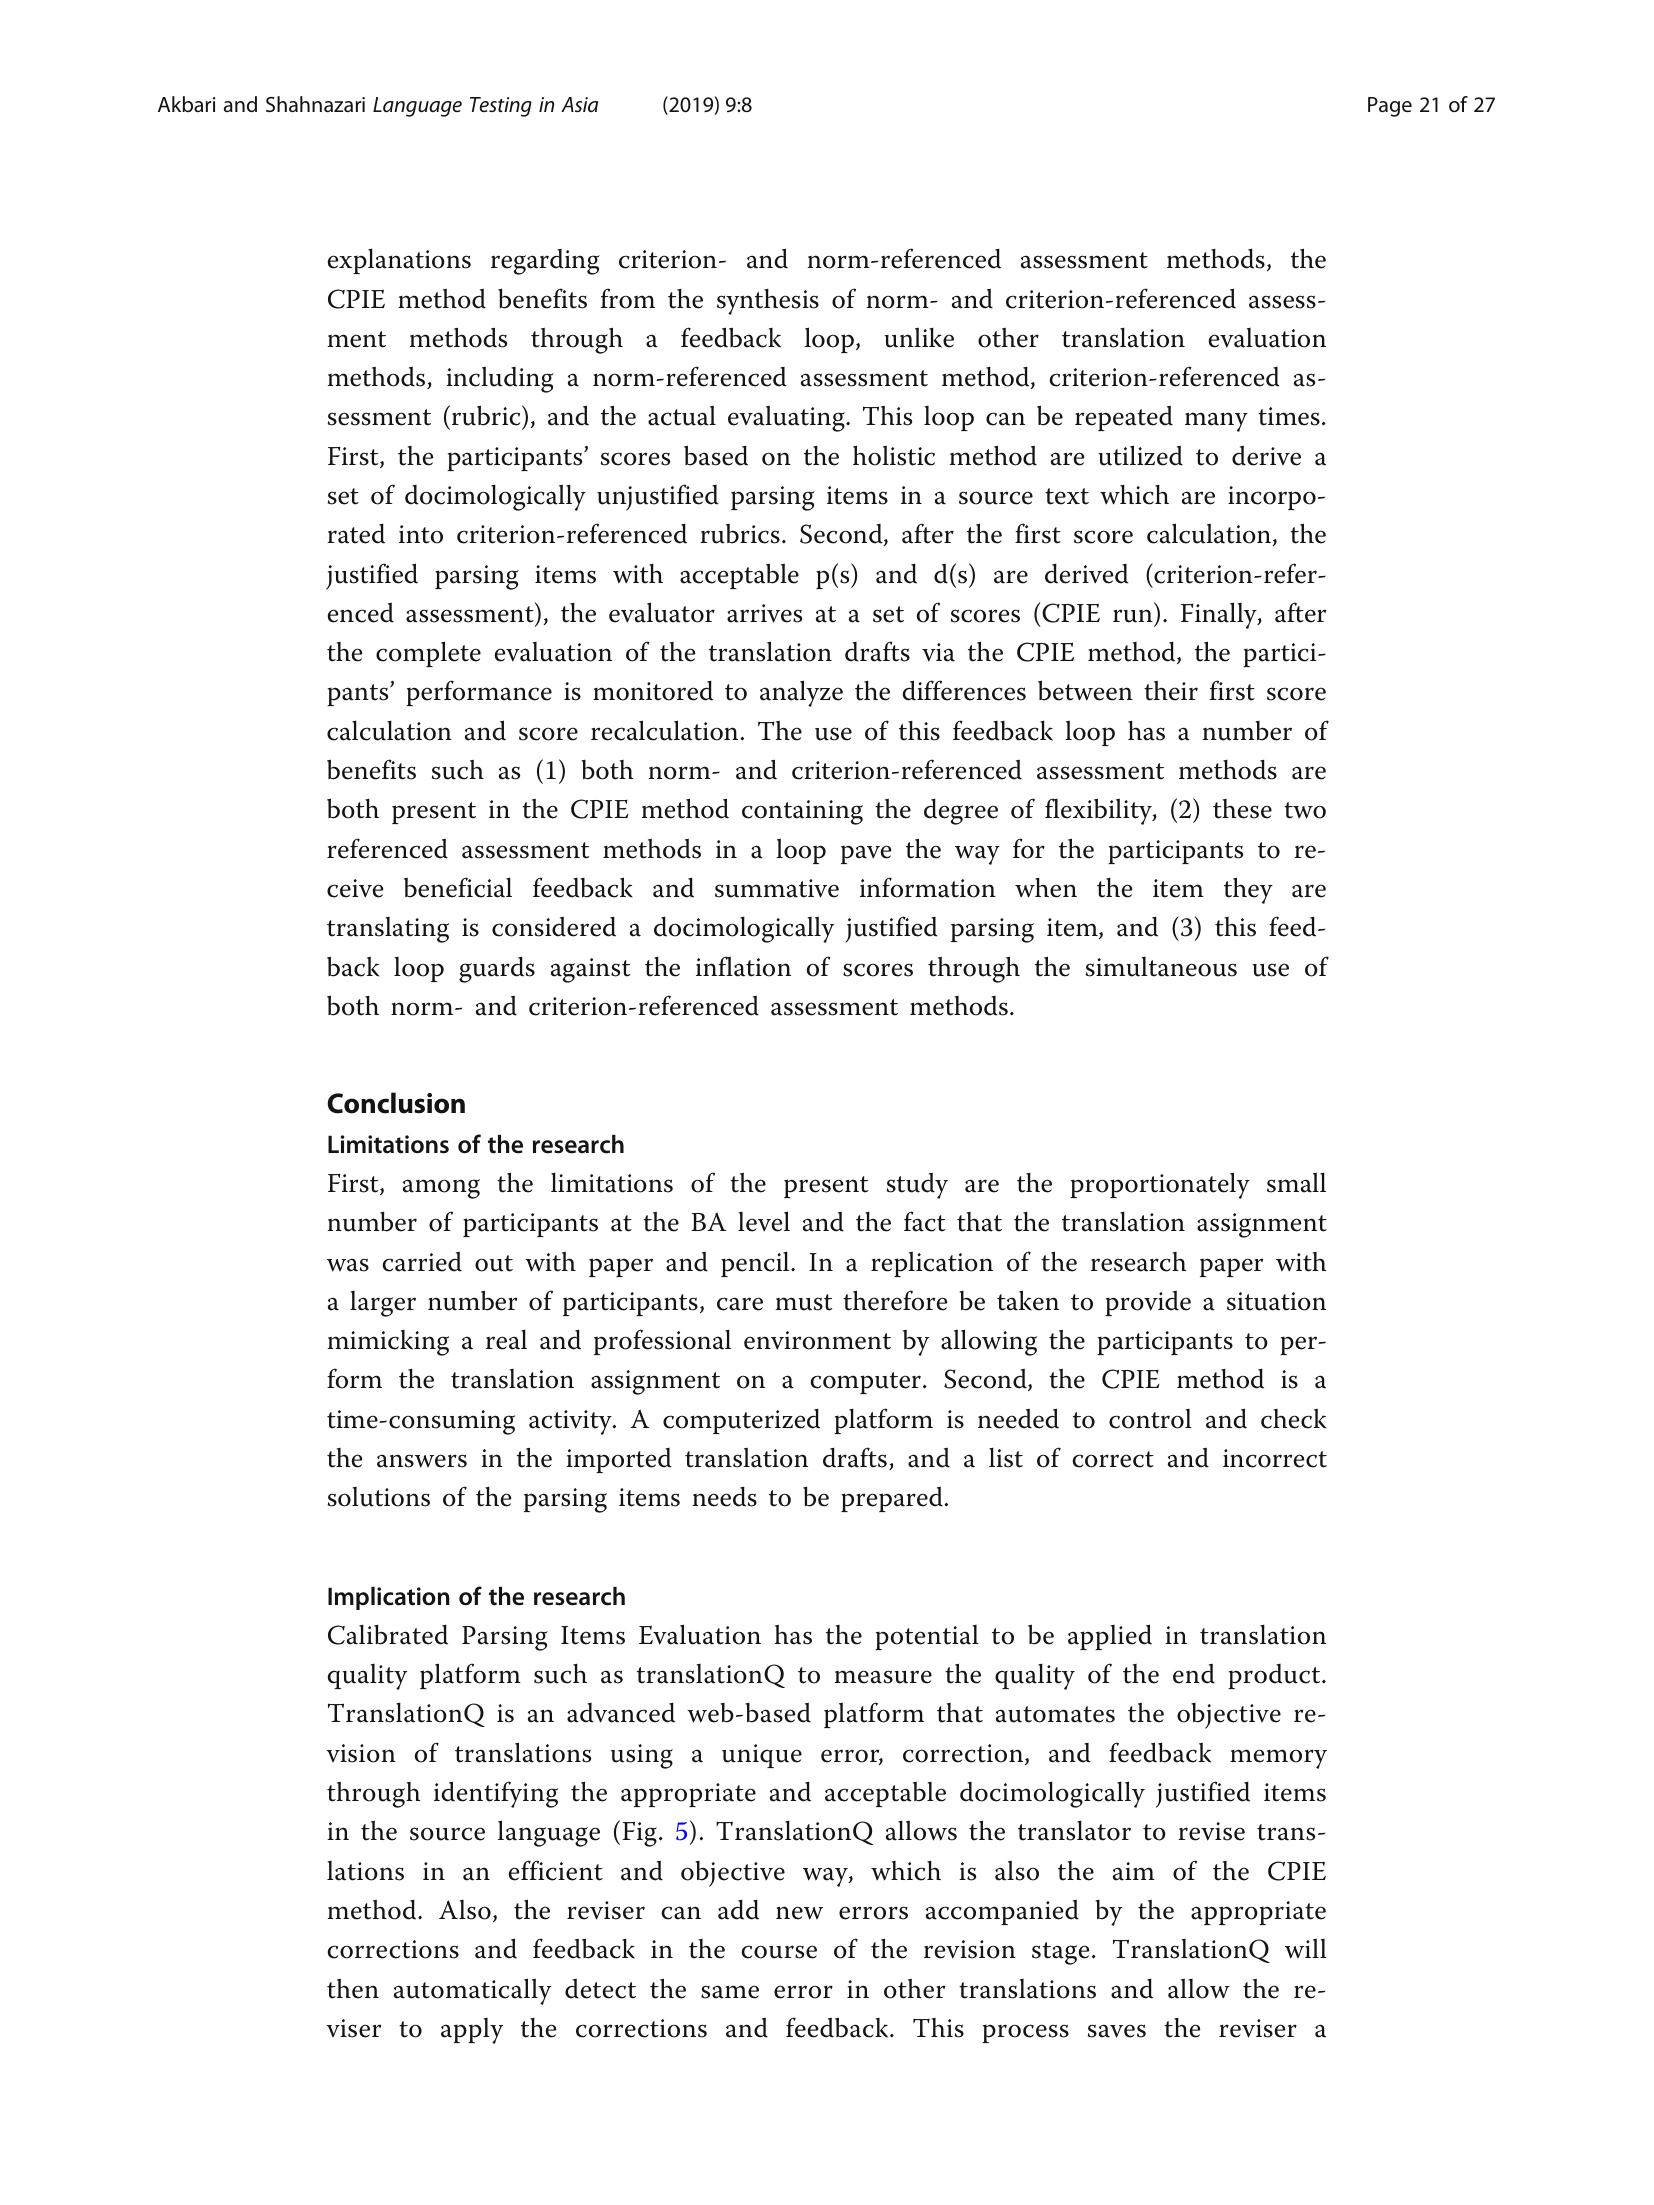 Akbari and Shahnazari Language Testing in Asia (2019) 9:8 Page 21 of 27
explanations regarding criterion- and norm-referenced assessment methods, the
CPIE method benefits from the synthesis of norm- and criterion-referenced assess-
ment methods through a feedback loop, unlike other translation evaluation
methods, including a norm-referenced assessment method, criterion-referenced as-
sessment (rubric), and the actual evaluating. This loop can be repeated many times.
First, the participants’ scores based on the holistic method are utilized to derive a
set of docimologically unjustified parsing items in a source text which are incorpo-
rated into criterion-referenced rubrics. Second, after the first score calculation, the
justified parsing items with acceptable p(s) and d(s) are derived (criterion-refer-
enced assessment), the evaluator arrives at a set of scores (CPIE run). Finally, after
the complete evaluation of the translation drafts via the CPIE method, the partici-
pants’ performance is monitored to analyze the differences between their first score
calculation and score recalculation. The use of this feedback loop has a number of
benefits such as (1) both norm- and criterion-referenced assessment methods are
both present in the CPIE method containing the degree of flexibility, (2) these two
referenced assessment methods in a loop pave the way for the participants to re-
ceive beneficial feedback and summative information when the item they are
translating is considered a docimologically justified parsing item, and (3) this feed-
back loop guards against the inflation of scores through the simultaneous use of
both norm- and criterion-referenced assessment methods.
Conclusion
Limitations of the research
First, among the limitations of the present study are the proportionately small
number of participants at the BA level and the fact that the translation assignment
was carried out with paper and pencil. In a replication of the research paper with
a larger number of participants, care must therefore be taken to provide a situation
mimicking a real and professional environment by allowing the participants to per-
form the translation assignment on a computer. Second, the CPIE method is a
time-consuming activity. A computerized platform is needed to control and check
the answers in the imported translation drafts, and a list of correct and incorrect
solutions of the parsing items needs to be prepared.
Implication of the research
Calibrated Parsing Items Evaluation has the potential to be applied in translation
quality platform such as translationQ to measure the quality of the end product.
TranslationQ is an advanced web-based platform that automates the objective re-
vision of translations using a unique error, correction, and feedback memory
through identifying the appropriate and acceptable docimologically justified items
in the source language (Fig. 5). TranslationQ allows the translator to revise trans-
lations in an efficient and objective way, which is also the aim of the CPIE
method. Also, the reviser can add new errors accompanied by the appropriate
corrections and feedback in the course of the revision stage. TranslationQ will
then automatically detect the same error in other translations and allow the re-
viser to apply the corrections and feedback. This process saves the reviser a